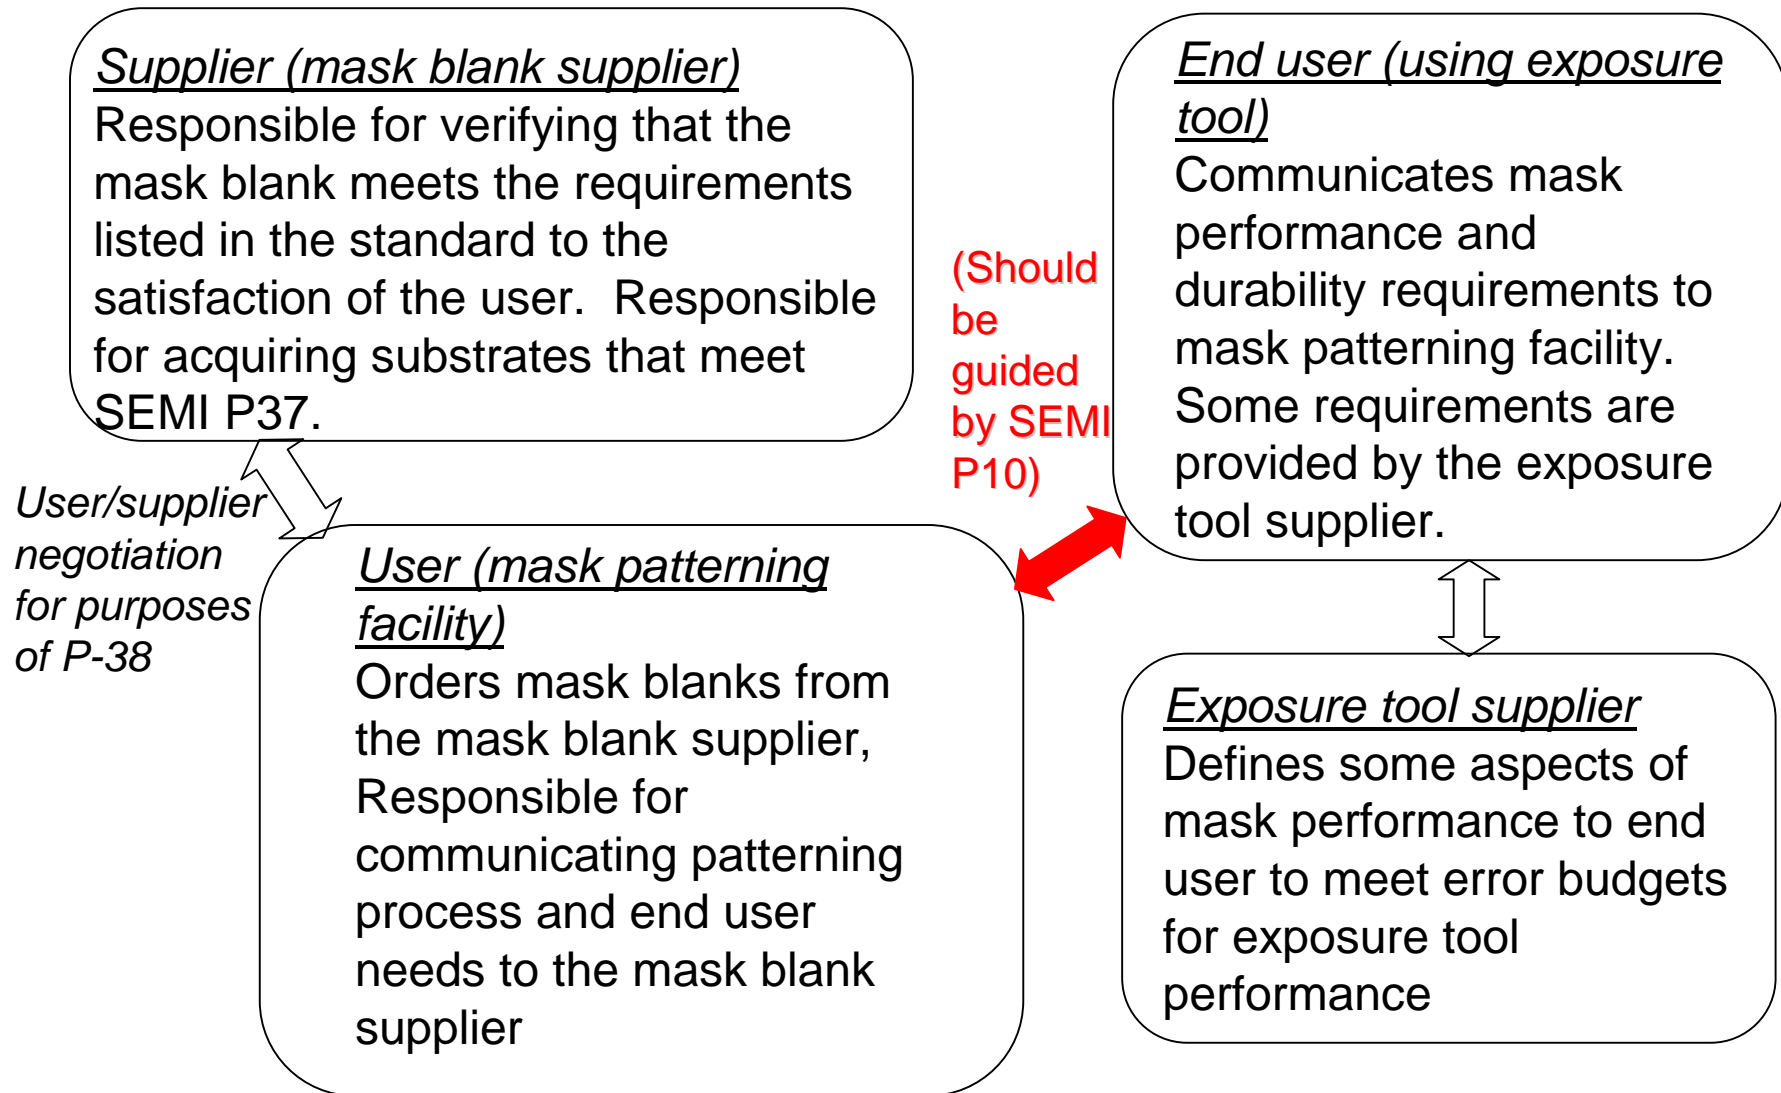 Supplier (mask blank supplier)
Responsible for verifying that the
mask blank meets the requirements
listed in the standard to the
satisfaction of the user.  Responsible
for acquiring substrates that meet
SEMI P37.
User/supplier
negotiation
for purposes
of P-38
User (mask patterning
facility)
Orders mask blanks from
the mask blank supplier,
Responsible for
communicating patterning
process and end user
needs to the mask blank
supplier
(Should
be
guided
by SEMI
P10)
End user (using exposure
tool)
Communicates mask
performance and
durability requirements to
mask patterning facility.
Some requirements are
provided by the exposure
tool supplier.
Exposure tool supplier
Defines some aspects of
mask performance to end
user to meet error budgets
for exposure tool
performance